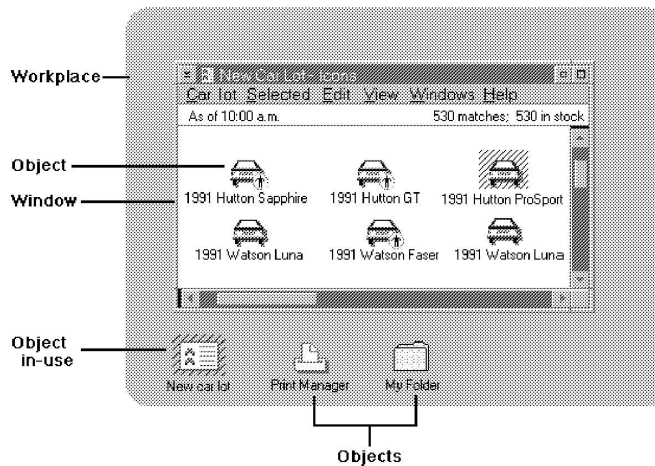 Workplace
New Car Lot - Icons
Car lot Selected Edit View Windows Help
As of 10:00 a.m. 530 matches; 530 in stock
Object
1991 Hutton Sapphire 1991 Hutton GT 1991 Hutton ProSport
Window
1991 Watson Luna 1991 Watson Faser 1991 Watson Luna
Object
in-use
New car lot Print Manager My Folder
Objects